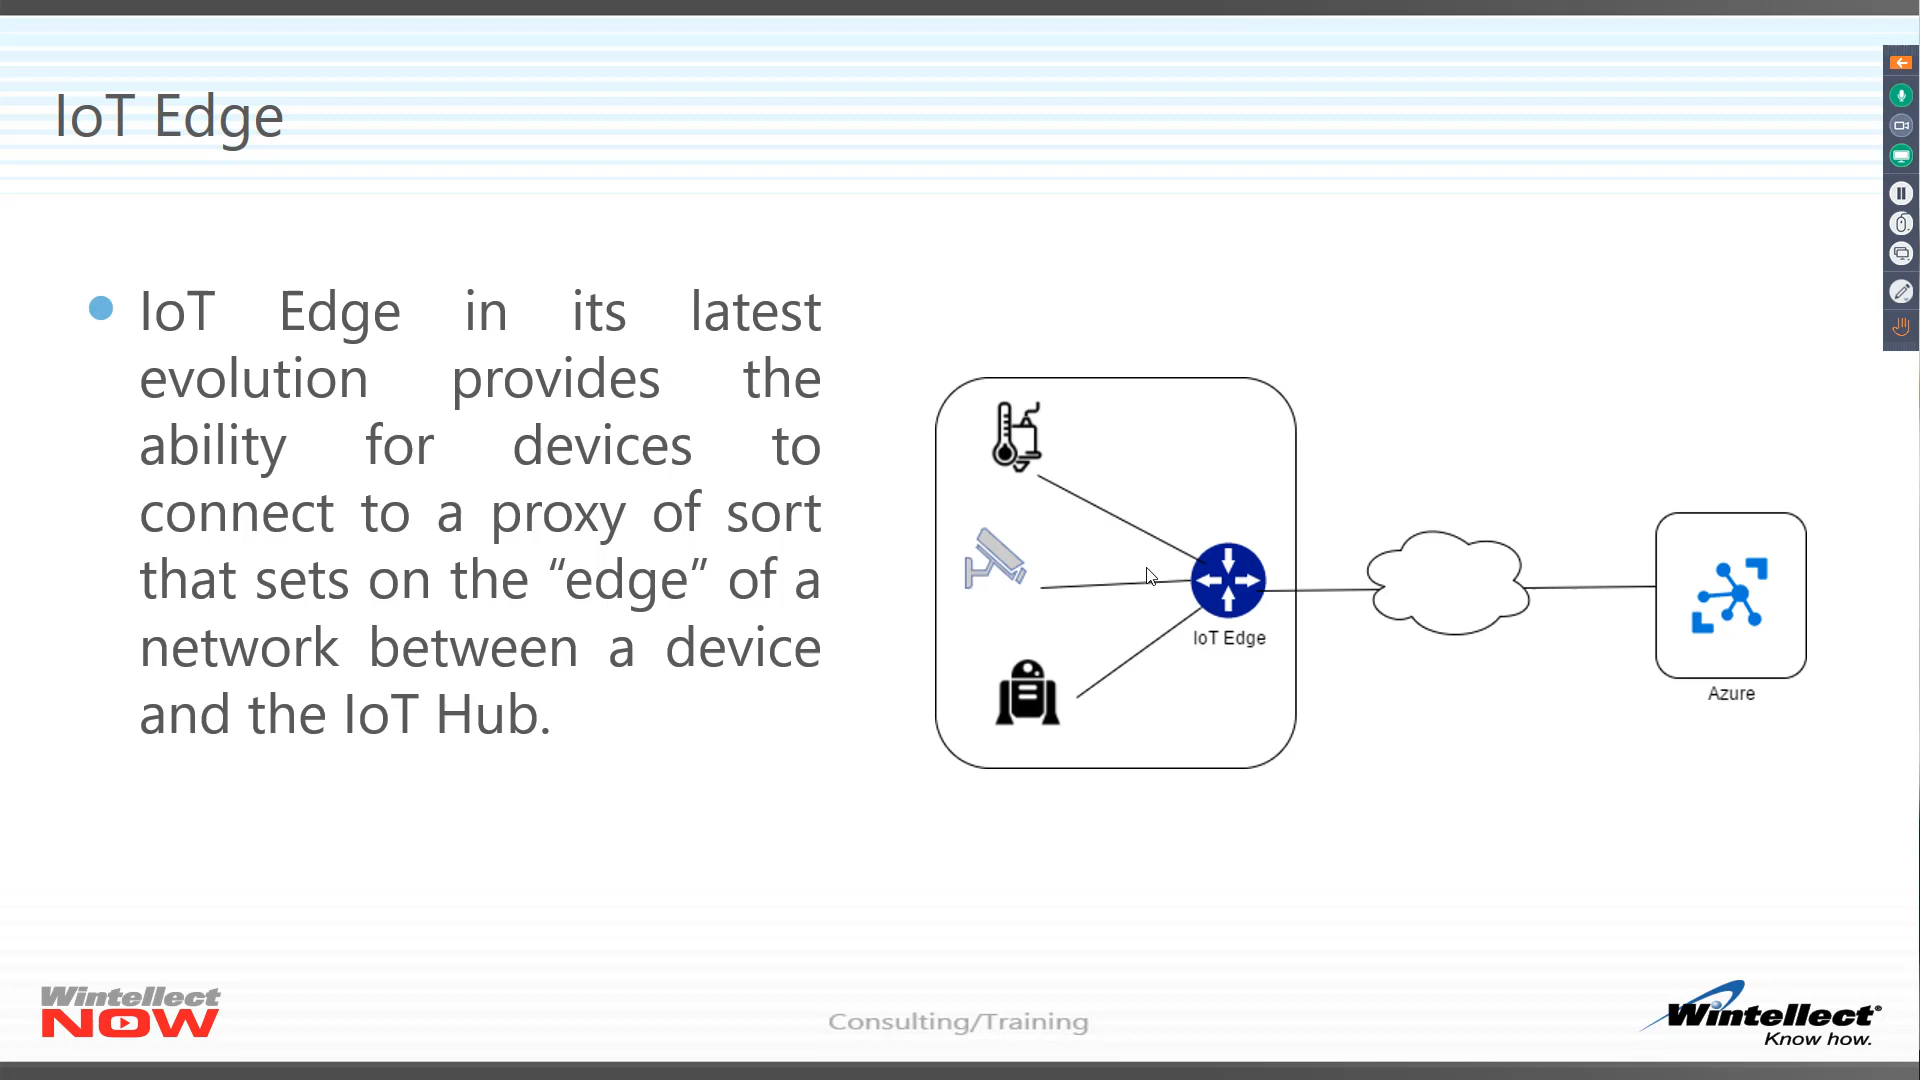 IoT Edge
IoT Edge in its latest
evolution provides the
ability for devices to
connect to a proxy of sort
that sets on the “edge” of a
network between a device
and the IoT Hub.
IoT Edge
Azure
Wintellect
NOW
Consulting/Training
Wintellect®
Know how.